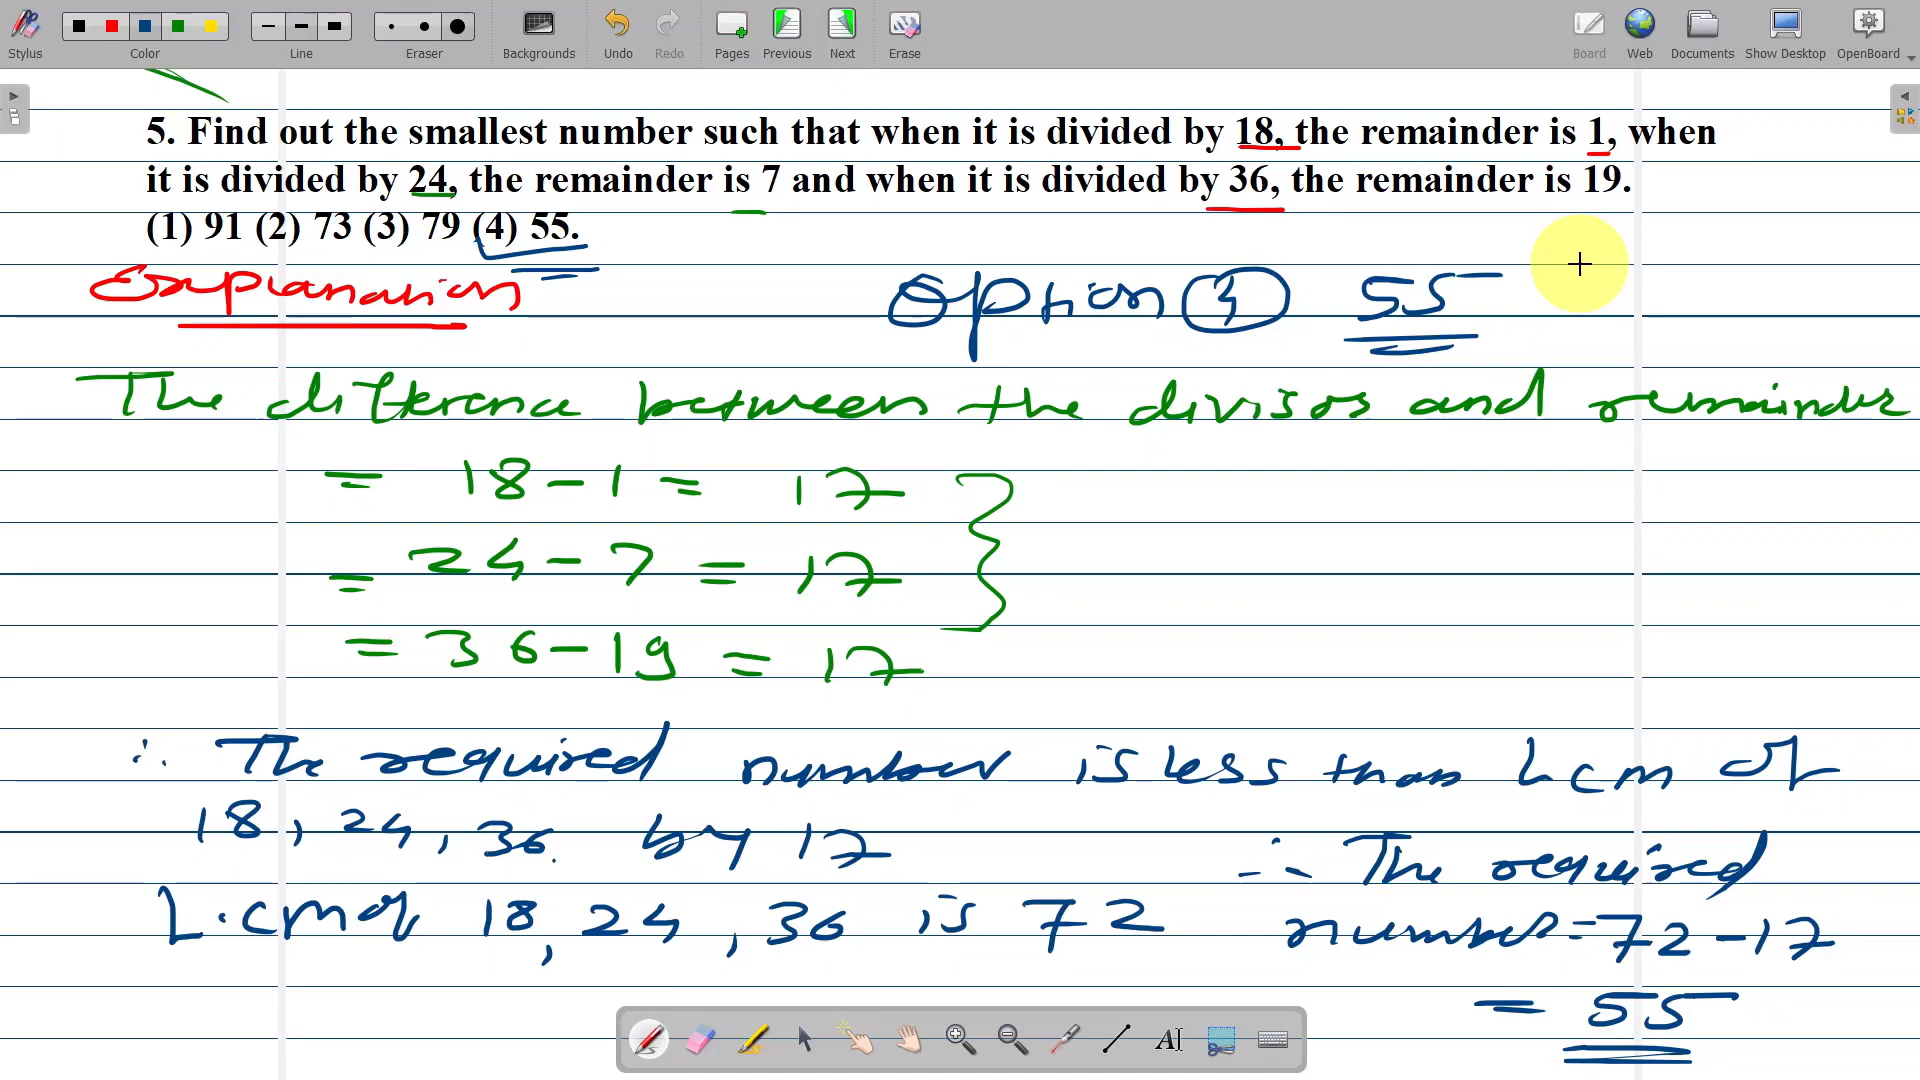 Stylus Color Line Eraser Backgrounds Undo Redo Pages Previous Next Erase Board Web Documents Show Desktop OpenBoard
5. Find out the smallest number such that when it is divided by 18, the remainder is 1, when
it is divided by 24, the remainder is 7 and when it is divided by 36, the remainder is 19.
(1) 91 (2) 73 (3) 79 (4) 55.
Explanation
Option 4 55
The difference between the divisor and remainder
= 18 - 1 = 17
= 24 - 7 = 17
= 36 - 19 = 17
∴ The required number is less than Lcm of
18, 24, 36. by 17
L.cm of 18, 24, 36 is 72
∴ The required
number = 72 - 17
= 55